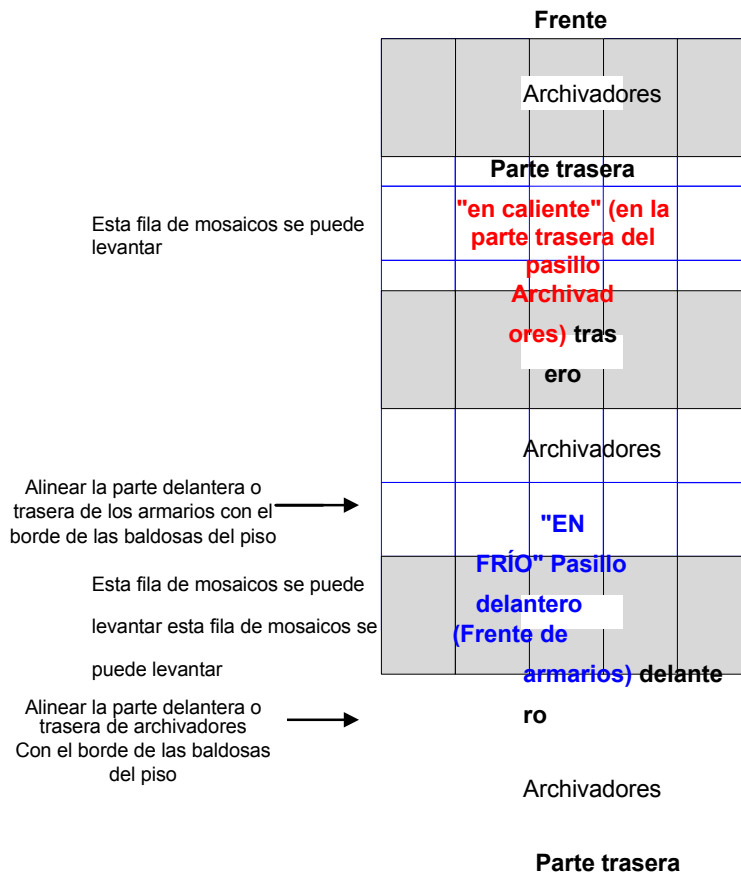 Frente
Archivadores
Parte trasera
"en caliente" (en la
parte trasera del
pasillo
Archivad
ores) tras
ero
Esta fila de mosaicos se puede
levantar
Archivadores
Alinear la parte delantera o
trasera de los armarios con el
borde de las baldosas del piso
"EN
FRÍO" Pasillo
delantero
(Frente de
armarios) delante
ro
Esta fila de mosaicos se puede
levantar esta fila de mosaicos se
puede levantar
Alinear la parte delantera o
trasera de archivadores
Con el borde de las baldosas
del piso
Archivadores
Parte trasera